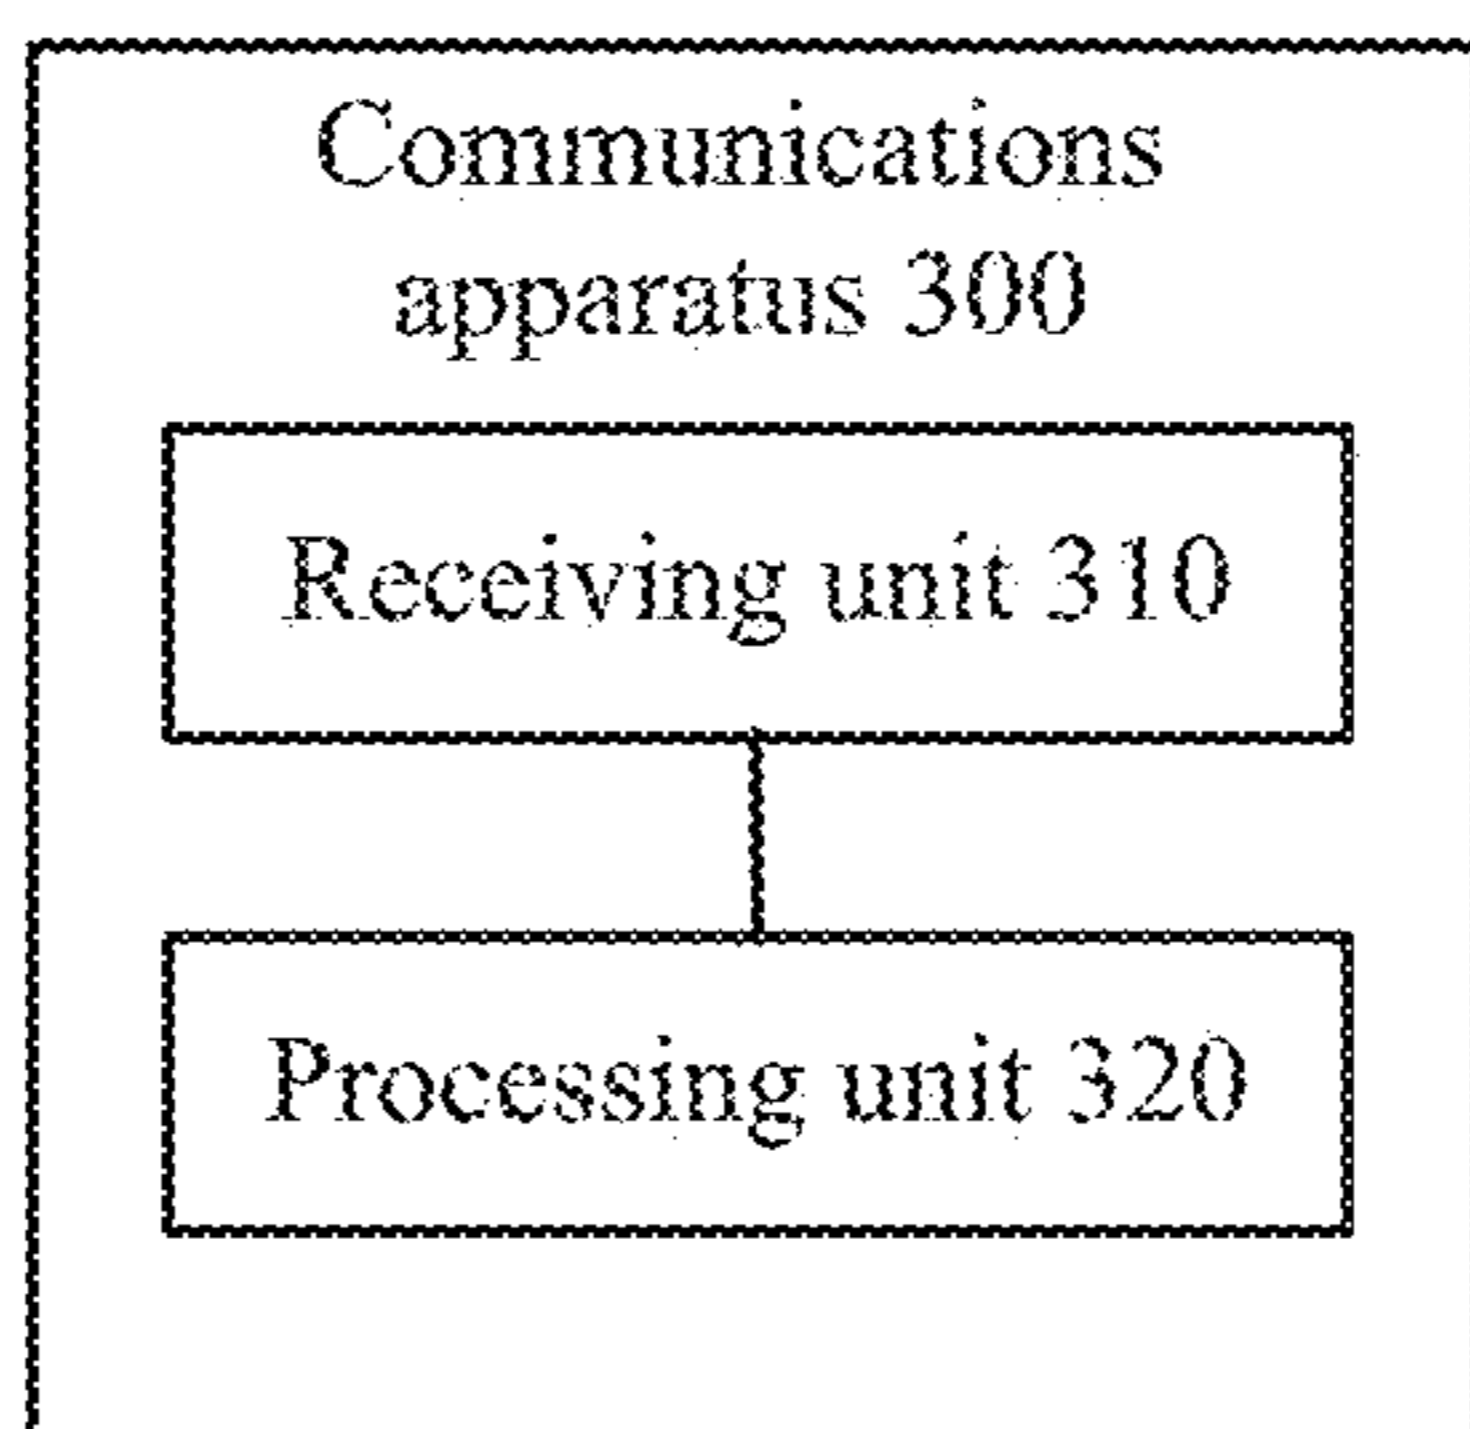 Communications
apparatus 300
Receiving unit 310
Processing unit 320